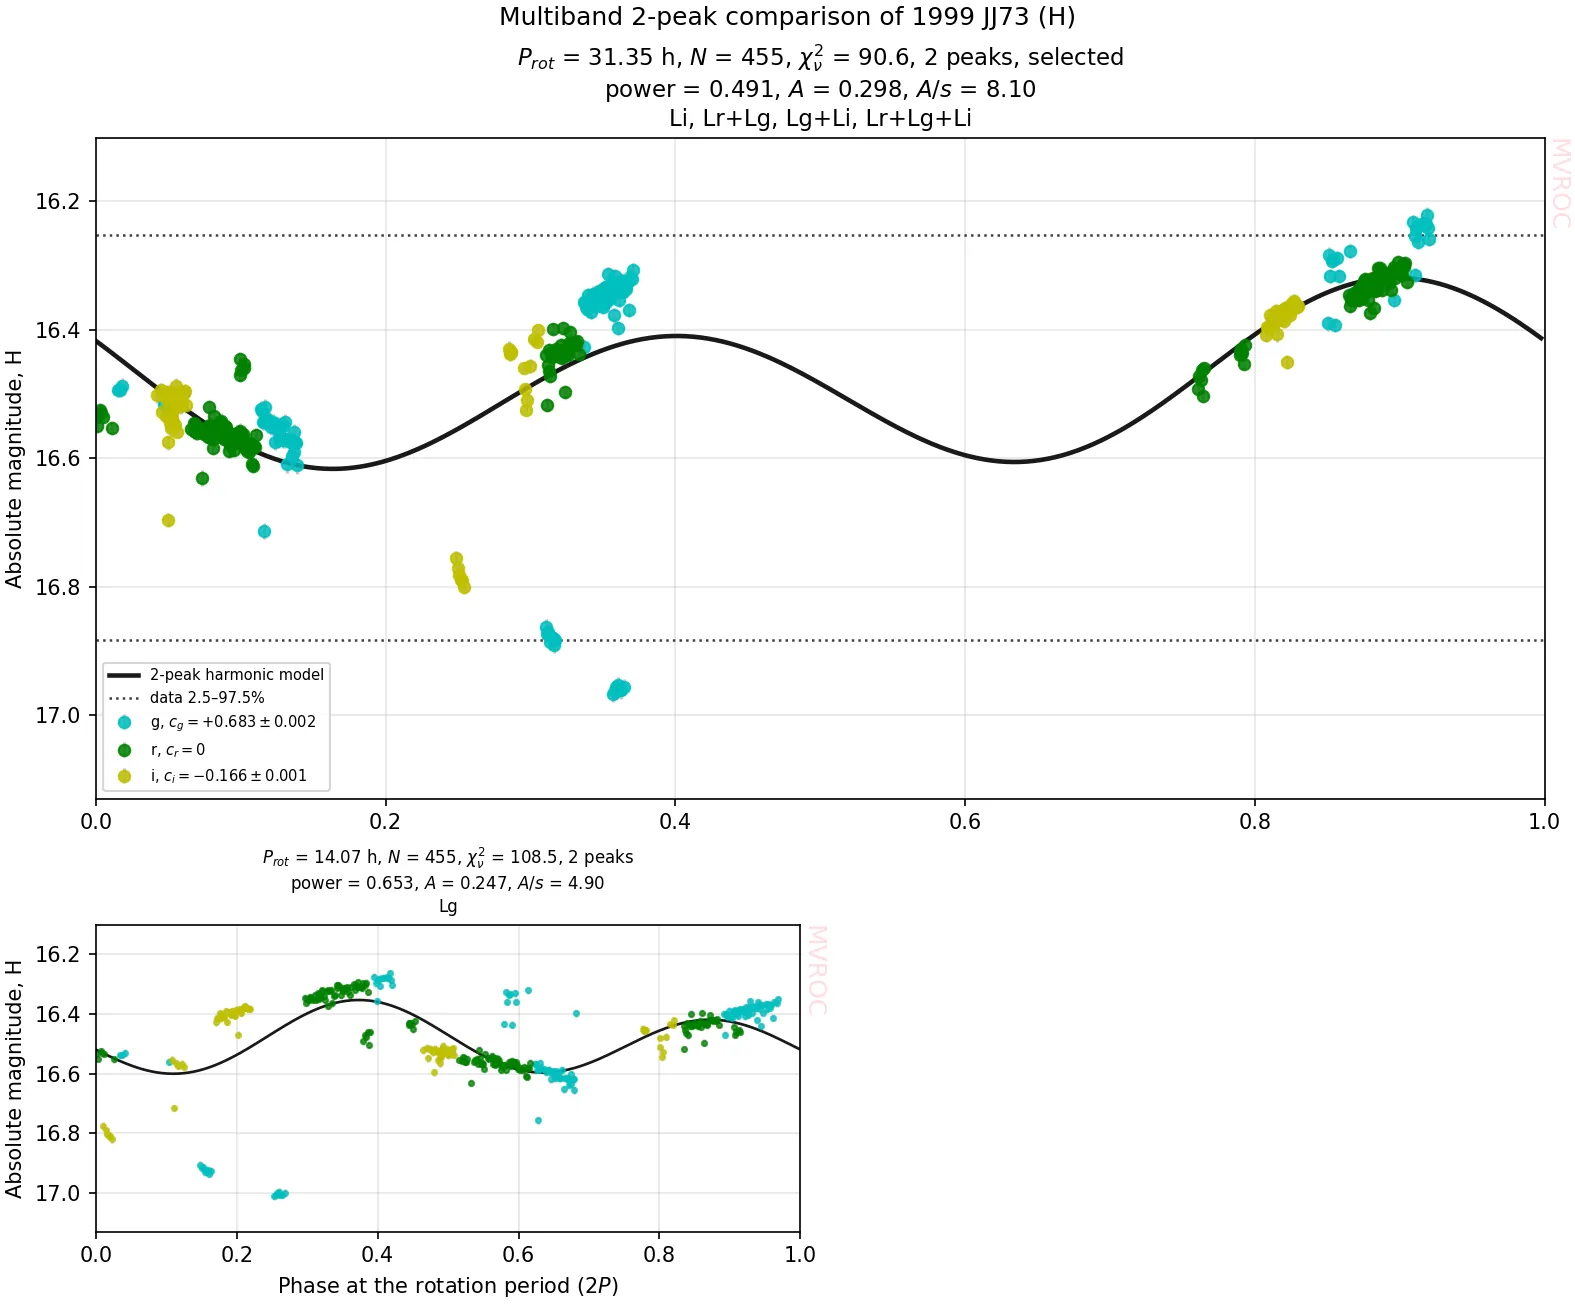 Multiband 2-peak comparison of 1999 JJ73 (H)
P_rot = 31.35 h, N = 455, χ²_ν = 90.6, 2 peaks, selected
power = 0.491, A = 0.298, A/s = 8.10
Li, Lr+Lg, Lg+Li, Lr+Lg+Li
MVROC
Absolute magnitude, H
16.2
16.4
16.6
16.8
17.0
2-peak harmonic model
data 2.5–97.5%
g, c_g = +0.683 ± 0.002
r, c_r = 0
i, c_i = −0.166 ± 0.001
0.0 0.2 0.4 0.6 0.8 1.0
P_rot = 14.07 h, N = 455, χ²_ν = 108.5, 2 peaks
power = 0.653, A = 0.247, A/s = 4.90
Lg
MVROC
Absolute magnitude, H
16.2
16.4
16.6
16.8
17.0
0.0 0.2 0.4 0.6 0.8 1.0
Phase at the rotation period (2P)